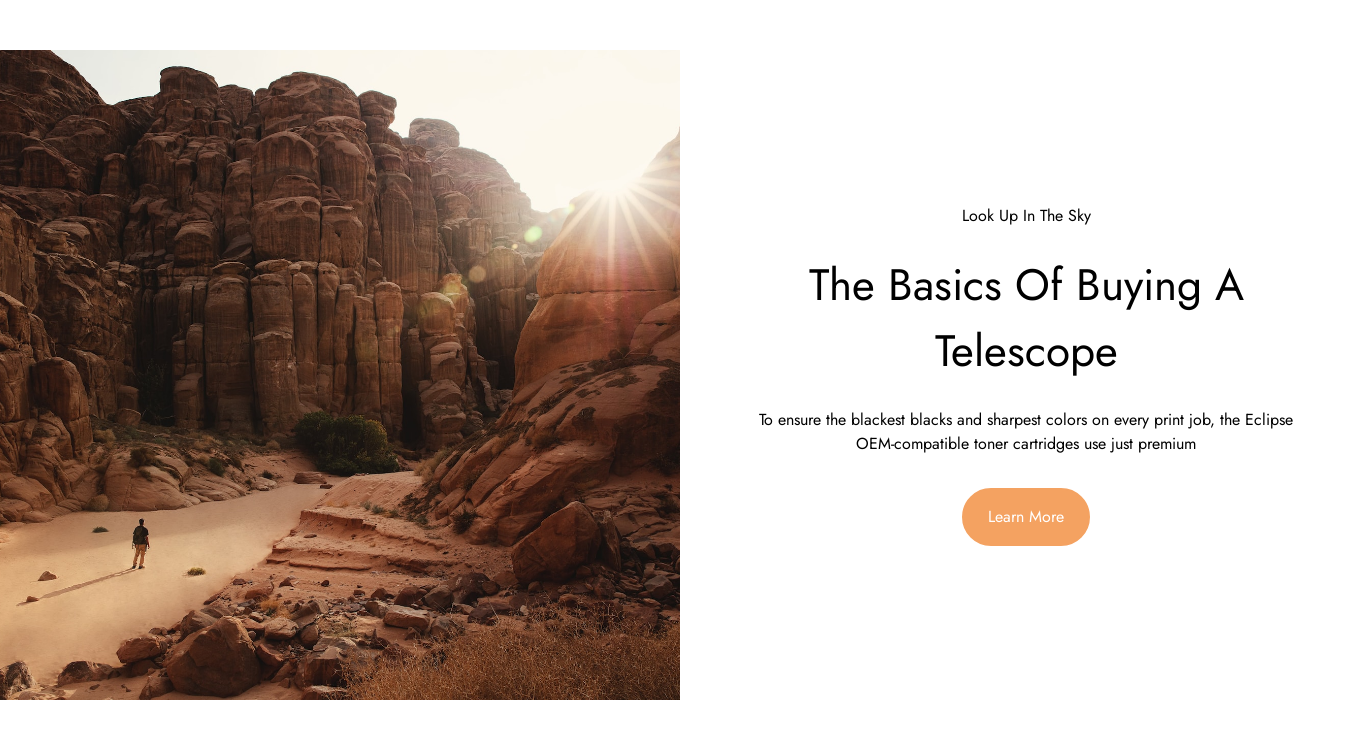 Look Up In The Sky
The Basics Of Buying A
Telescope
To ensure the blackest blacks and sharpest colors on every print job, the Eclipse
OEM-compatible toner cartridges use just premium
Learn More